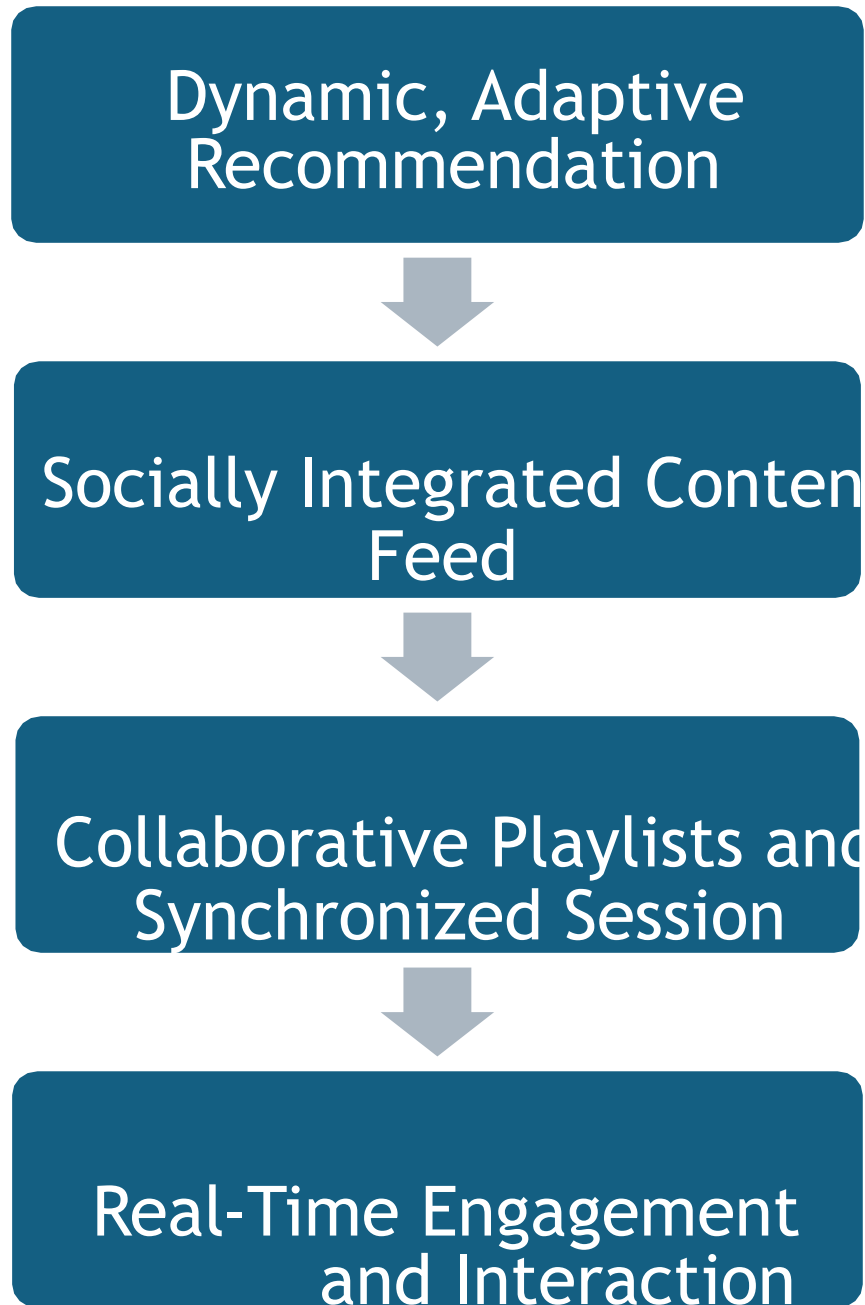 Dynamic, Adaptive
Recommendation
Socially Integrated Conten
Feed
Collaborative Playlists and
Synchronized Session
Real-Time Engagement
and Interaction